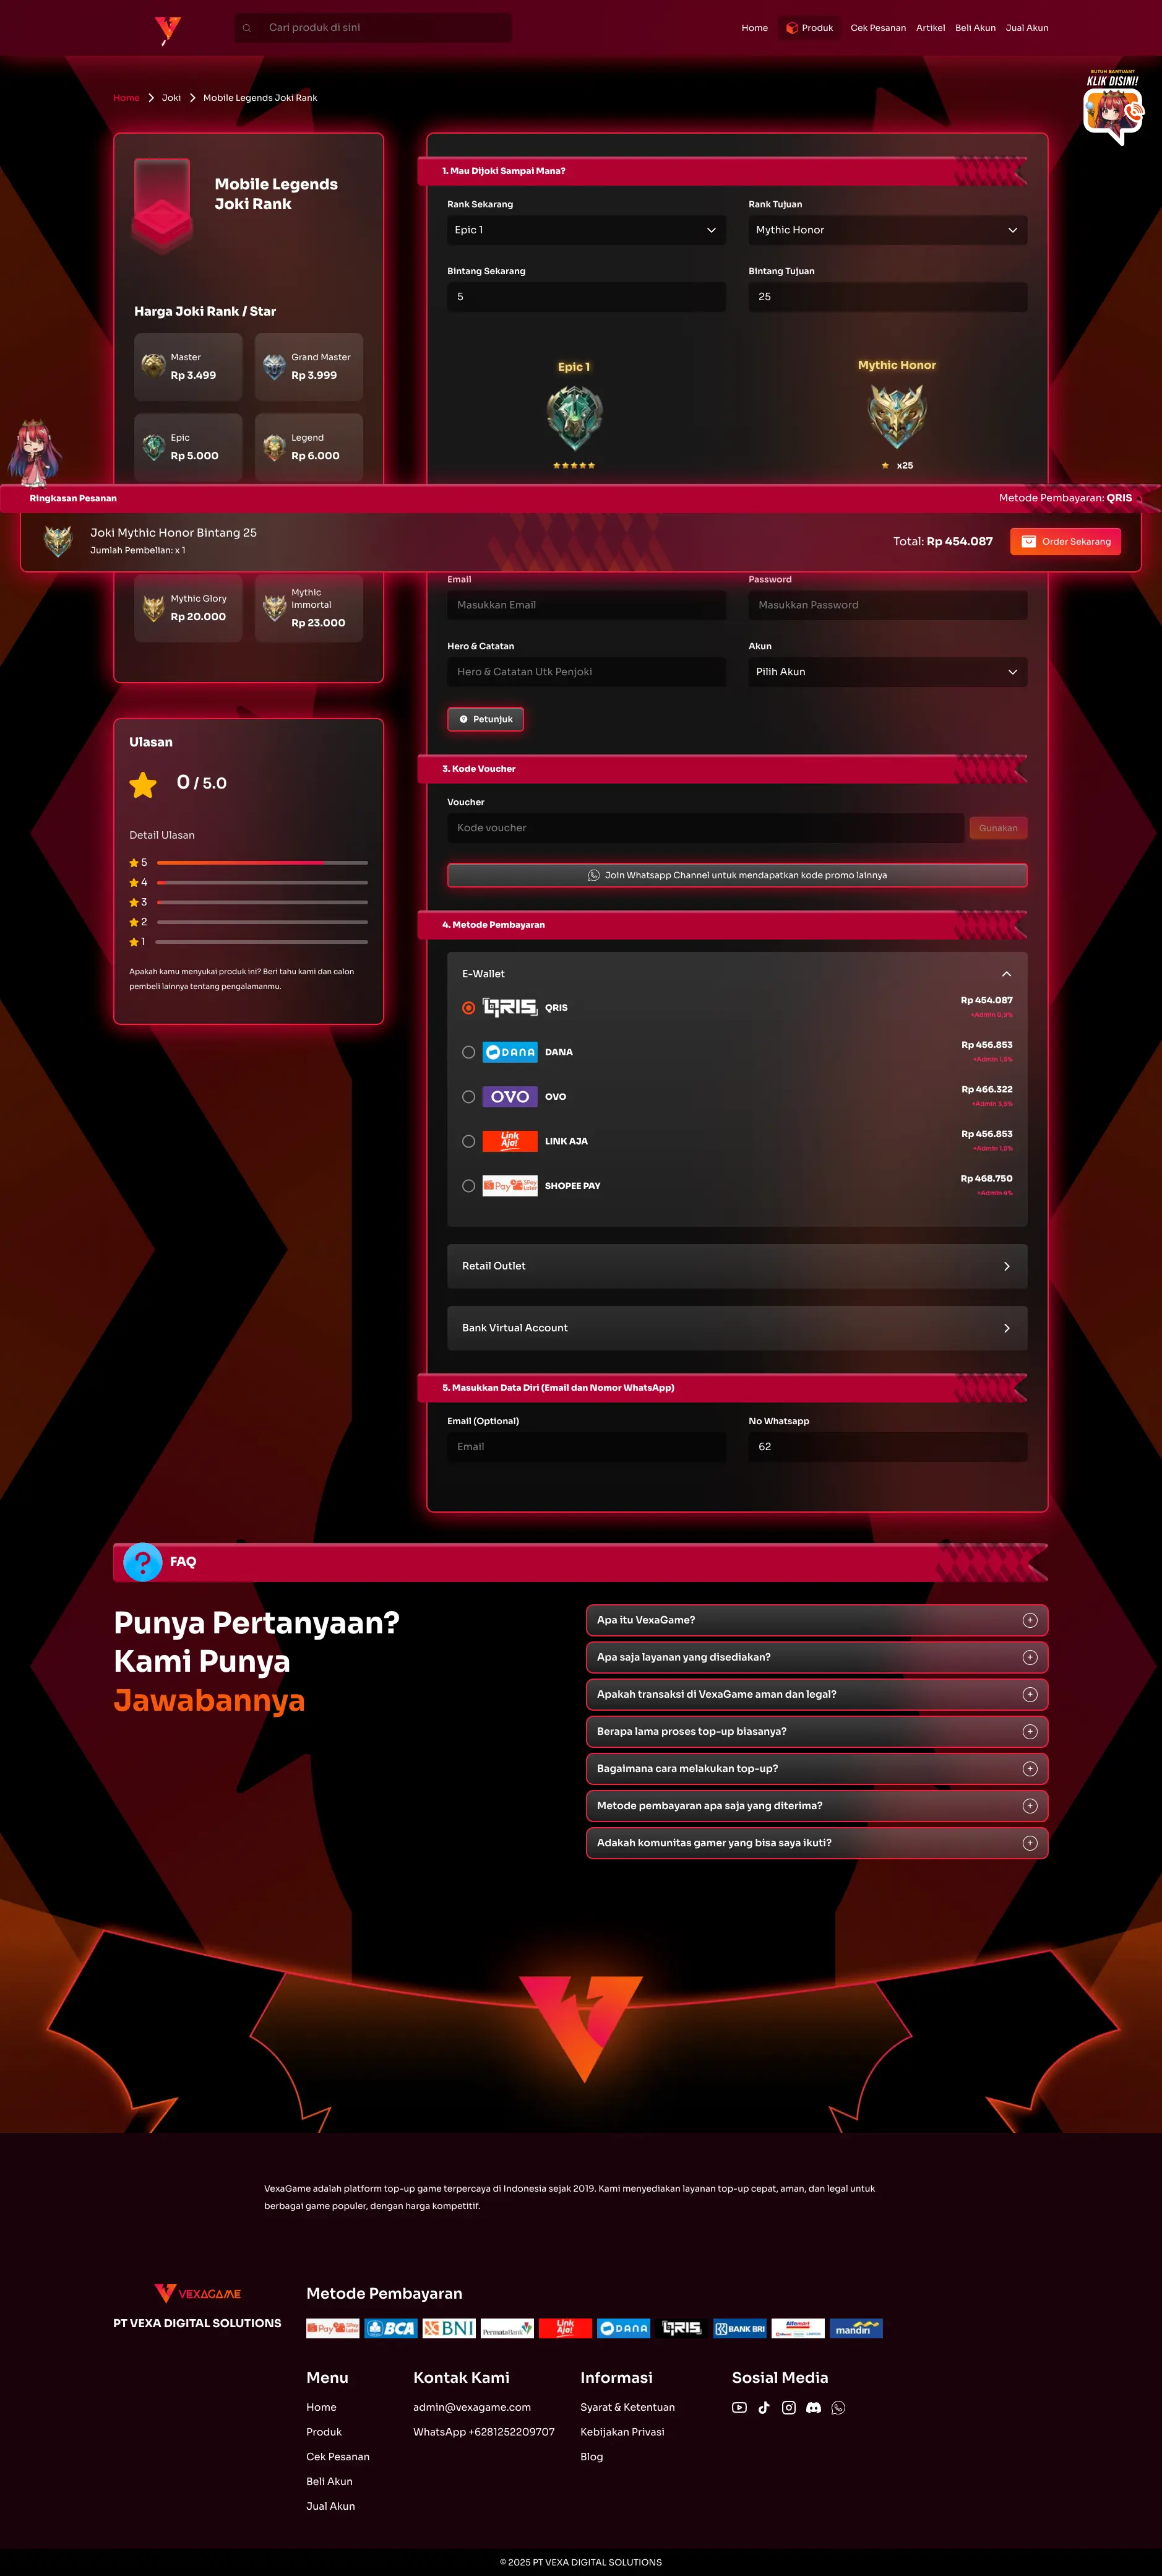 Cari produk di sini
Home
Produk
Cek Pesanan
Artikel
Beli Akun
Jual Akun
BUTUH BANTUAN?
KLIK DISINI!
Home
Joki
Mobile Legends Joki Rank
Mobile Legends
Joki Rank
Harga Joki Rank / Star
Master
Rp 3.499
Grand Master
Rp 3.999
Epic
Rp 5.000
Legend
Rp 6.000
1. Mau Dijoki Sampai Mana?
Rank Sekarang
Epic 1
Rank Tujuan
Mythic Honor
Bintang Sekarang
5
Bintang Tujuan
25
Epic 1
Mythic Honor
x25
Ringkasan Pesanan
Metode Pembayaran: QRIS
Joki Mythic Honor Bintang 25
Jumlah Pembelian: x 1
Total: Rp 454.087
Order Sekarang
Mythic Glory
Rp 20.000
Mythic
Immortal
Rp 23.000
Email
Masukkan Email
Password
Masukkan Password
Hero & Catatan
Hero & Catatan Utk Penjoki
Akun
Pilih Akun
Petunjuk
Ulasan
0 / 5.0
Detail Ulasan
5
4
3
2
1
Apakah kamu menyukai produk ini? Beri tahu kami dan calon
pembeli lainnya tentang pengalamanmu.
3. Kode Voucher
Voucher
Kode voucher
Gunakan
Join Whatsapp Channel untuk mendapatkan kode promo lainnya
4. Metode Pembayaran
E-Wallet
QRIS
QRIS
Rp 454.087
DANA
DANA
Rp 456.853
OVO
OVO
Rp 466.322
Link Aja!
LINK AJA
Rp 456.853
Pay
SHOPEE PAY
Rp 468.750
+Admin 4%
Retail Outlet
Bank Virtual Account
5. Masukkan Data Diri (Email dan Nomor WhatsApp)
Email (Optional)
Email
No Whatsapp
62
FAQ
Punya Pertanyaan?
Kami Punya
Jawabannya
Apa itu VexaGame?
Apa saja layanan yang disediakan?
Apakah transaksi di VexaGame aman dan legal?
Berapa lama proses top-up biasanya?
Bagaimana cara melakukan top-up?
Metode pembayaran apa saja yang diterima?
Adakah komunitas gamer yang bisa saya ikuti?
VexaGame adalah platform top-up game terpercaya di Indonesia sejak 2019. Kami menyediakan layanan top-up cepat, aman, dan legal untuk
berbagai game populer, dengan harga kompetitif.
VEXAGAME
PT VEXA DIGITAL SOLUTIONS
Metode Pembayaran
Pay
BCA
BNI
PermataBank
Link Aja!
DANA
QRIS
BANK BRI
Alfamart
mandiri
Menu
Home
Produk
Cek Pesanan
Beli Akun
Jual Akun
Kontak Kami
admin@vexagame.com
WhatsApp +6281252209707
Informasi
Syarat & Ketentuan
Kebijakan Privasi
Blog
Sosial Media
© 2025 PT VEXA DIGITAL SOLUTIONS